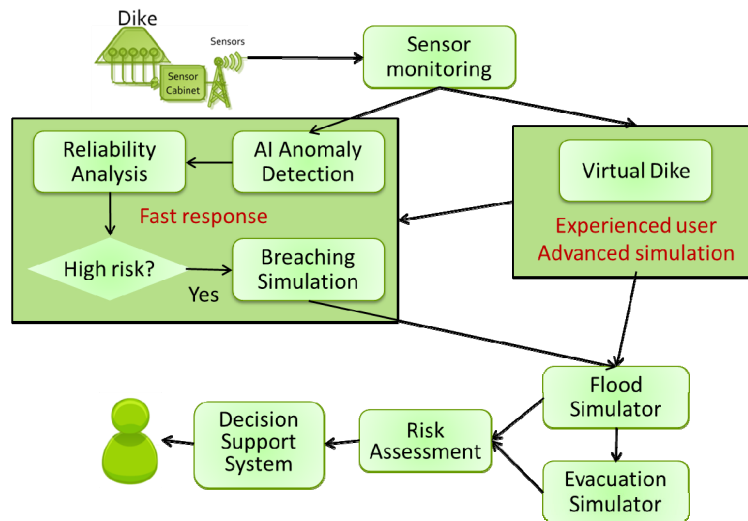 Dike
Sensors
Sensor
Cabinet
Sensor
monitoring
Reliability
Analysis
AI Anomaly
Detection
Virtual Dike
Fast response
Experienced user
Advanced simulation
High risk?
Yes
Breaching
Simulation
Flood
Simulator
Decision
Support
System
Risk
Assessment
Evacuation
Simulator